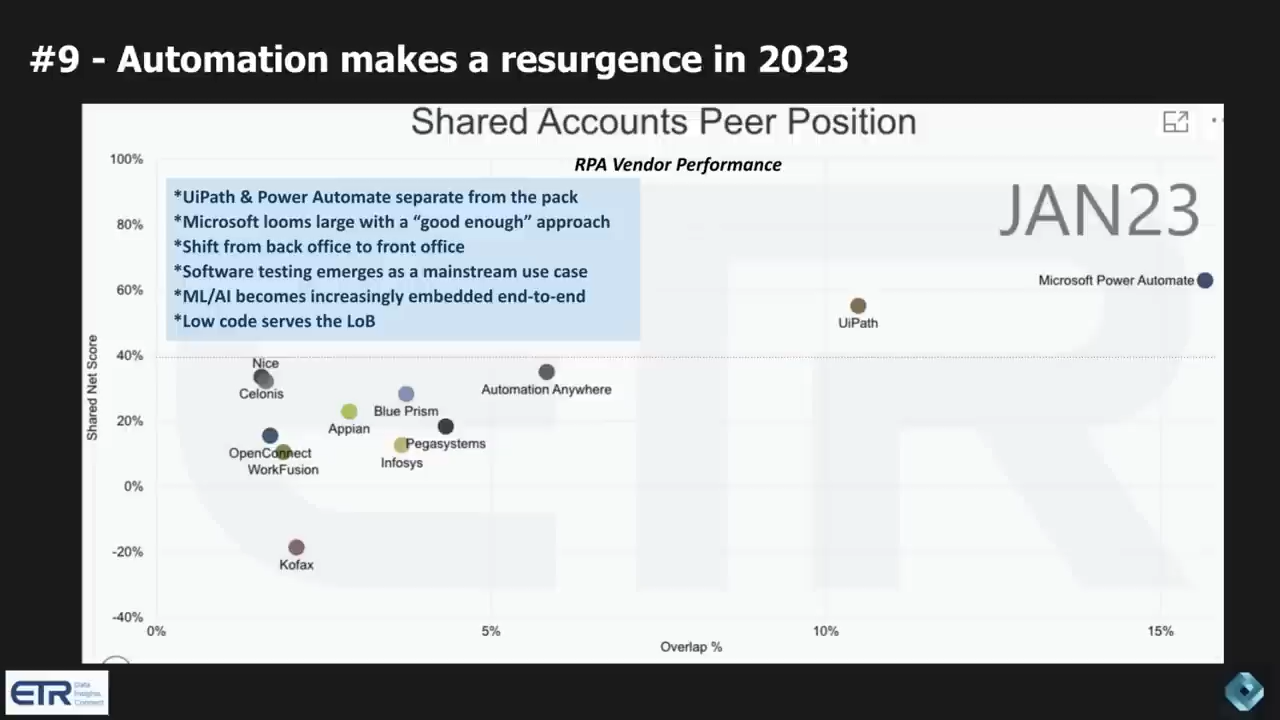 #9 - Automation makes a resurgence in 2023
Shared Accounts Peer Position
RPA Vendor Performance
JAN23
*UiPath & Power Automate separate from the pack
*Microsoft looms large with a “good enough” approach
*Shift from back office to front office
*Software testing emerges as a mainstream use case
*ML/AI becomes increasingly embedded end-to-end
*Low code serves the LoB
100%
80%
60%
40%
20%
0%
-20%
-40%
Shared Net Score
Microsoft Power Automate
UiPath
Nice
Celonis
Automation Anywhere
Blue Prism
Appian
Pegasystems
OpenConnect
WorkFusion
Infosys
Kofax
0%
5%
10%
15%
Overlap %
ETR
Data
Insights
Connect